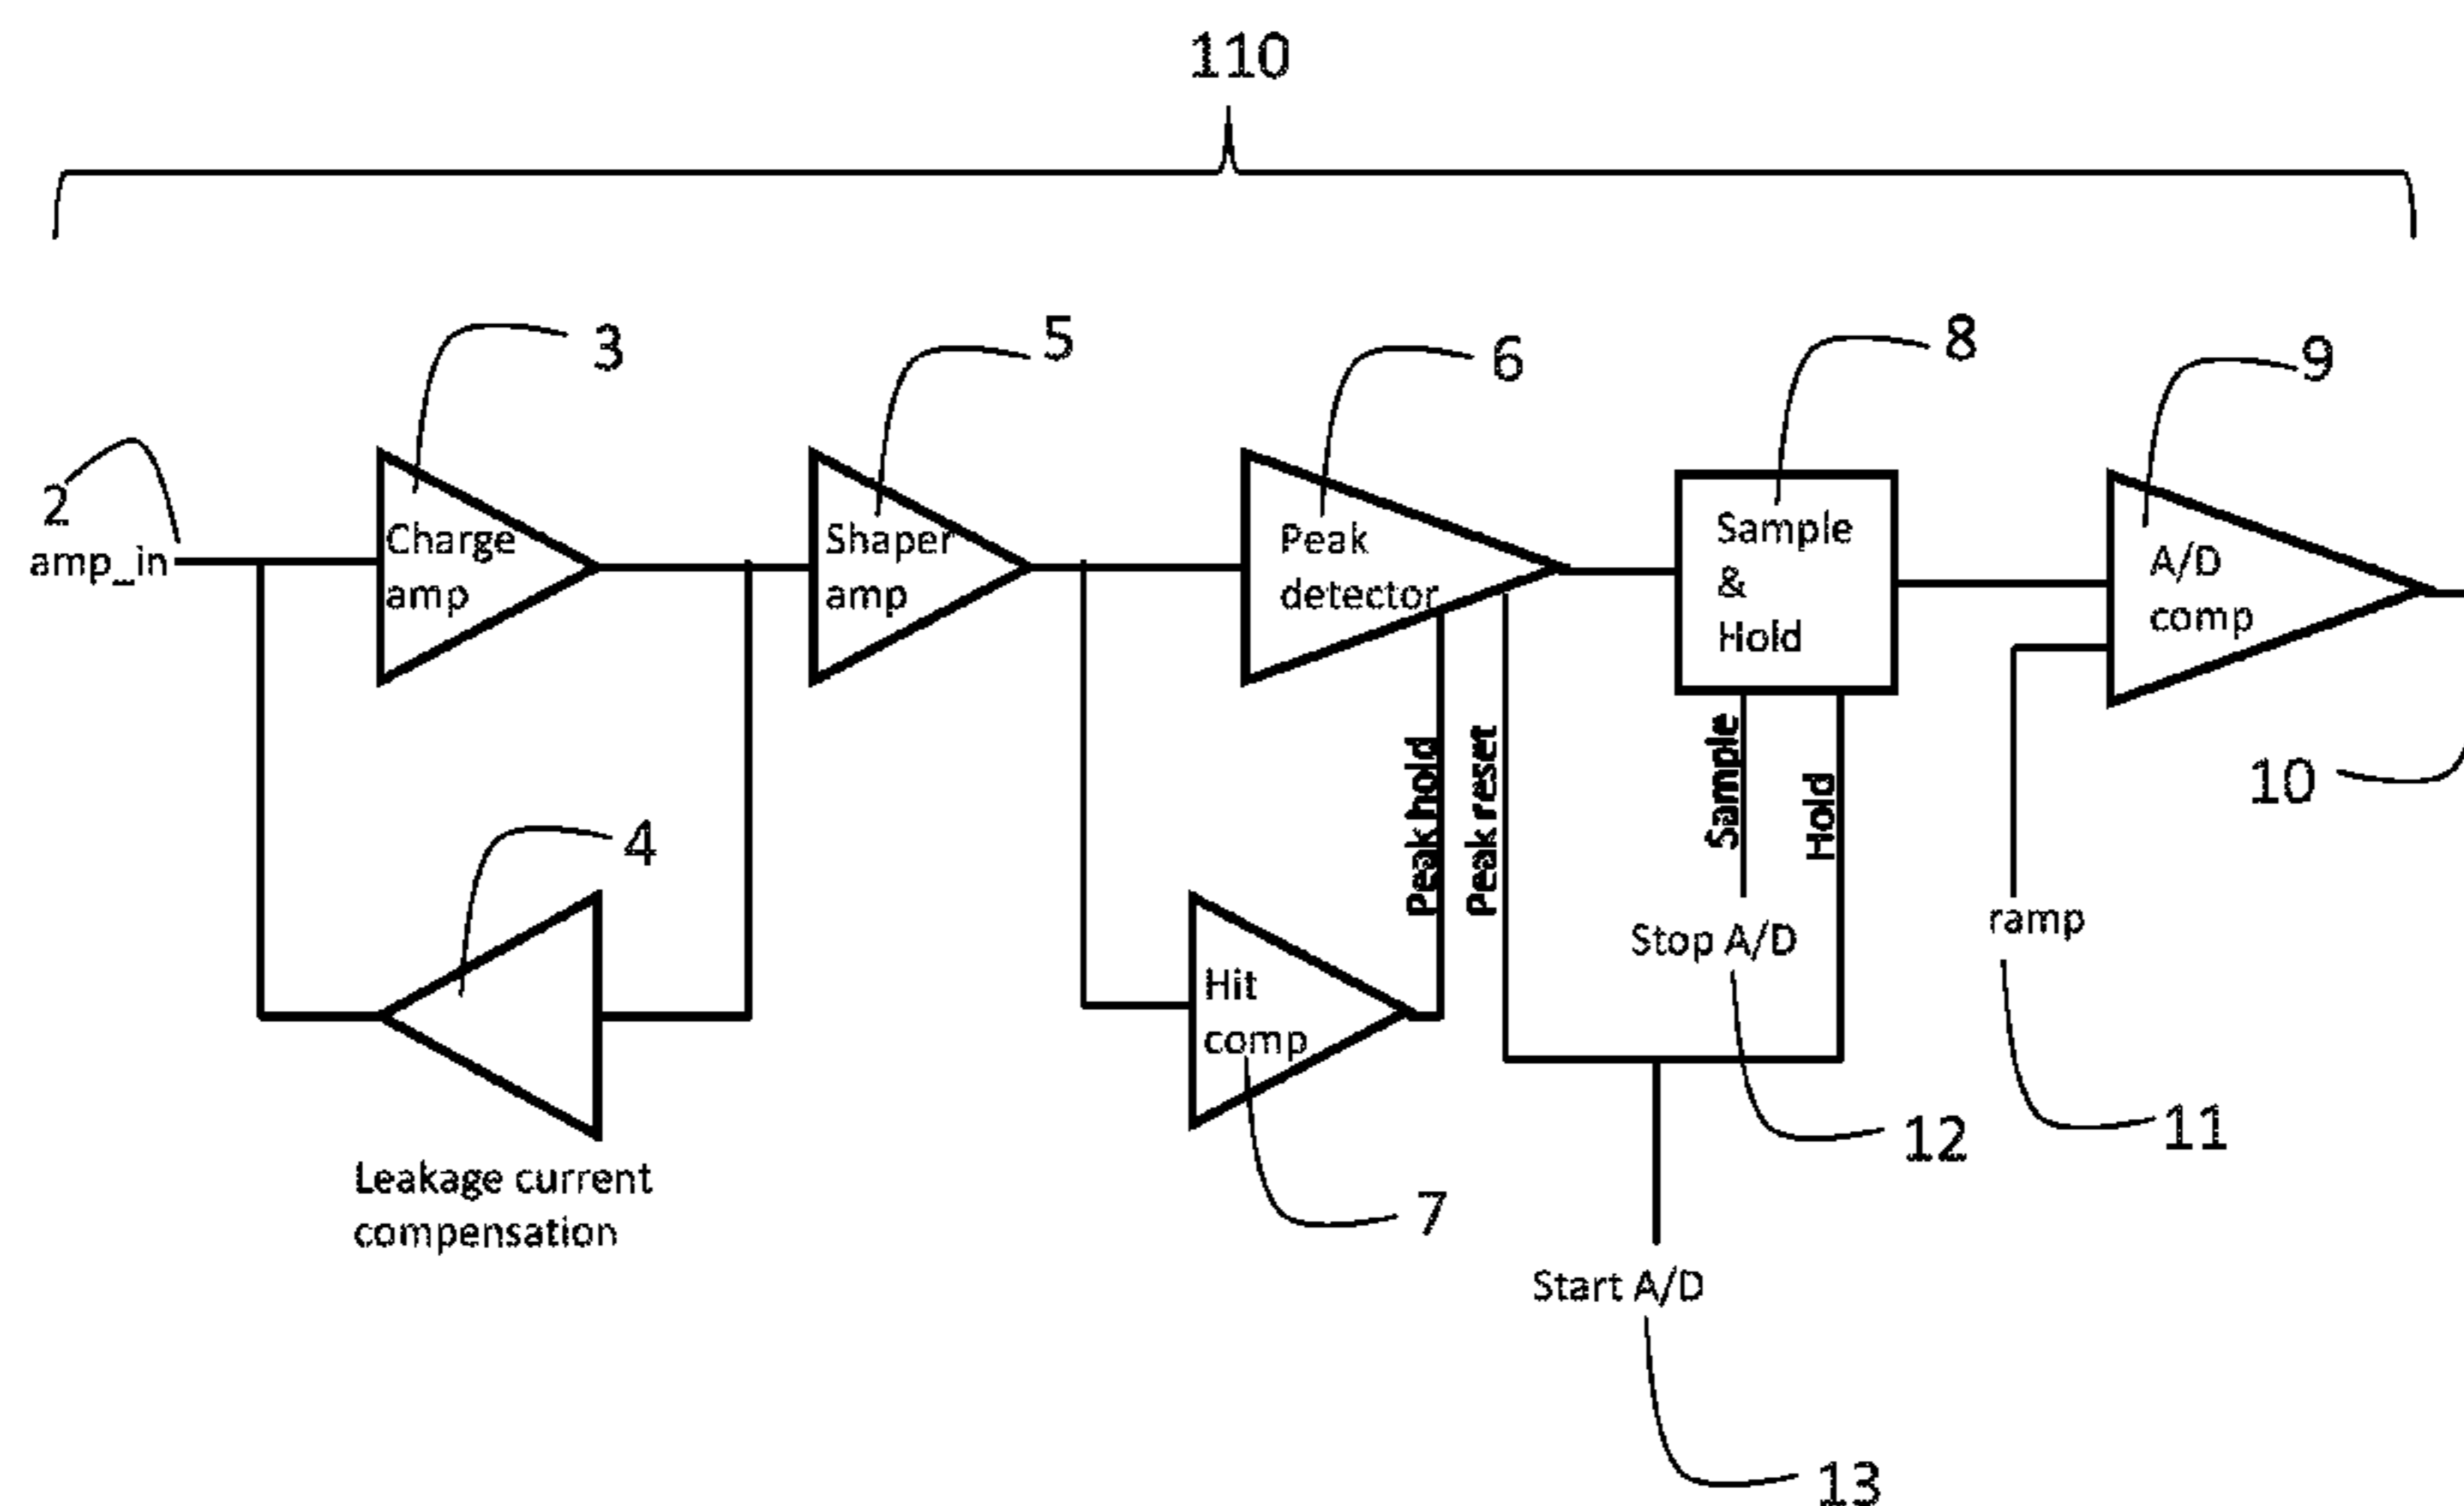 110
3
5
6
8
9
2
amp_in
Charge
amp
Shaper
amp
Peak
detector
Sample
&
Hold
A/D
comp
Peak hold
Peak reset
Sample
Hold
10
4
Stop A/D
ramp
Hit
comp
12
11
Leakage current
compensation
7
Start A/D
13